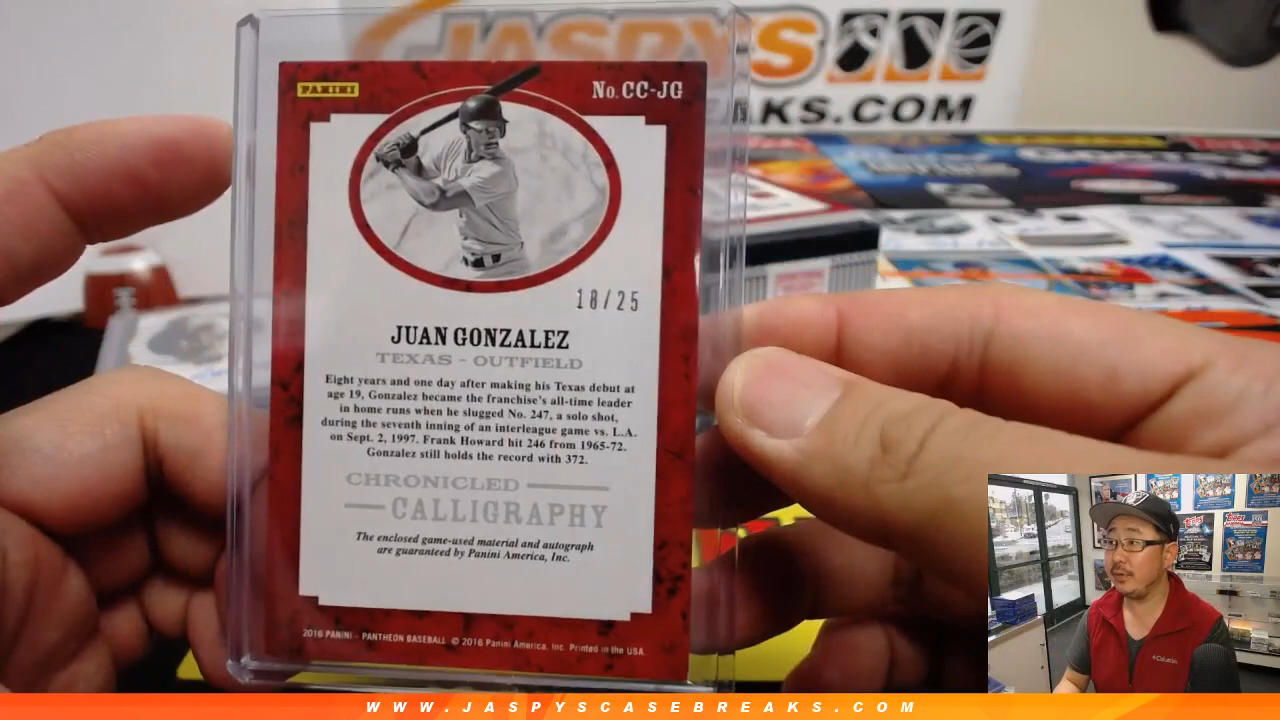 JASPYS
KS.COM
PANINI
No. CC-JG
18/25
JUAN GONZALEZ
TEXAS – OUTFIELD
Eight years and one day after making his Texas debut at
age 19, Gonzalez became the franchise's all-time leader
in home runs when he slugged No. 247, a solo shot,
during the seventh inning of an interleague game vs. L.A.
on Sept. 2, 1997. Frank Howard hit 246 from 1965-72.
Gonzalez still holds the record with 372.
CHRONICLED
CALLIGRAPHY
The enclosed game-used material and autograph
are guaranteed by Panini America, Inc.
2016 PANINI – PANTHEON BASEBALL © 2016 Panini America, Inc. Printed in the USA.
Columbia
WWW.JASPYSCASEBREAKS.COM